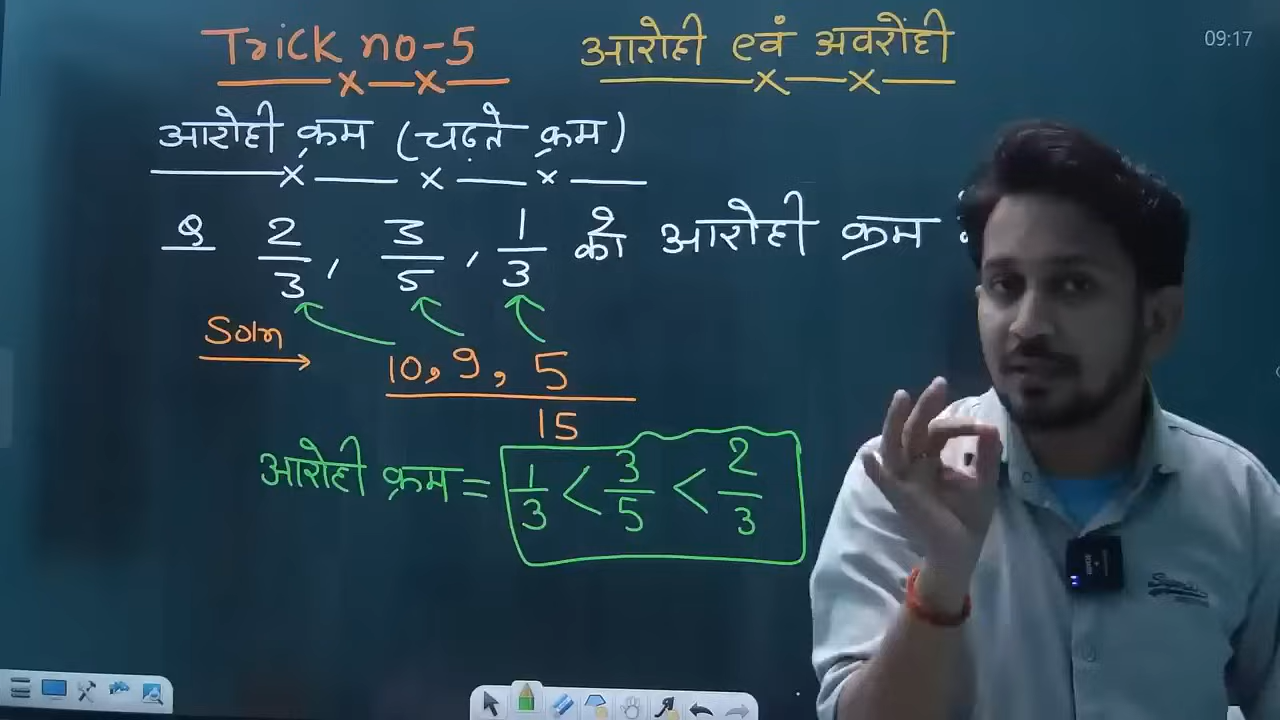 Trick no-5 आरोही एवं अवरोही
09:17
आरोही क्रम (चढ़ते क्रम)
Q 2/3, 3/5, 1/3 का आरोही क्रम
Soln → 10, 9, 5
15
आरोही क्रम = 1/3 < 3/5 < 2/3